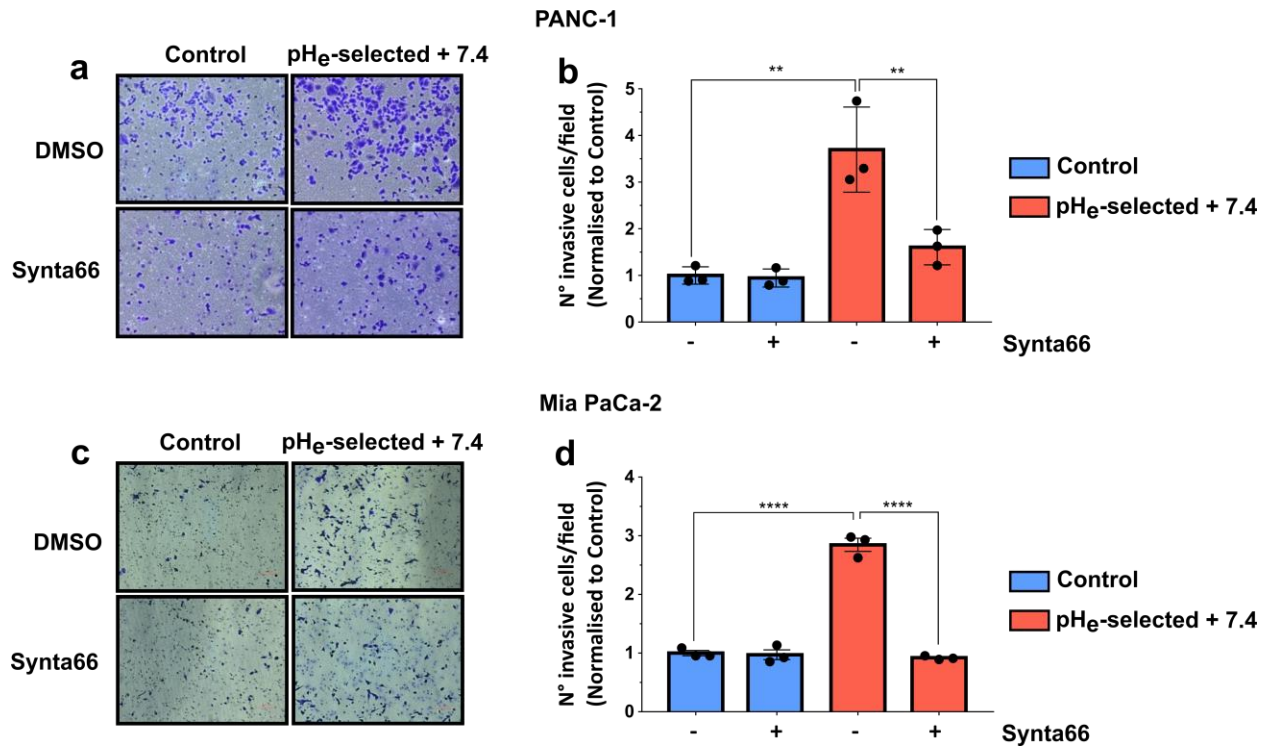 PANC-1
a
Control
pHe-selected + 7.4
DMSO
Synta66
b
**
**
N° invasive cells/field
(Normalised to Control)
5
4
3
2
1
0
-
+
-
+
Synta66
Control
pHe-selected + 7.4
Mia PaCa-2
c
Control
pHe-selected + 7.4
DMSO
Synta66
d
****
****
N° invasive cells/field
(Normalised to Control)
4
3
2
1
0
-
+
-
+
Synta66
Control
pHe-selected + 7.4